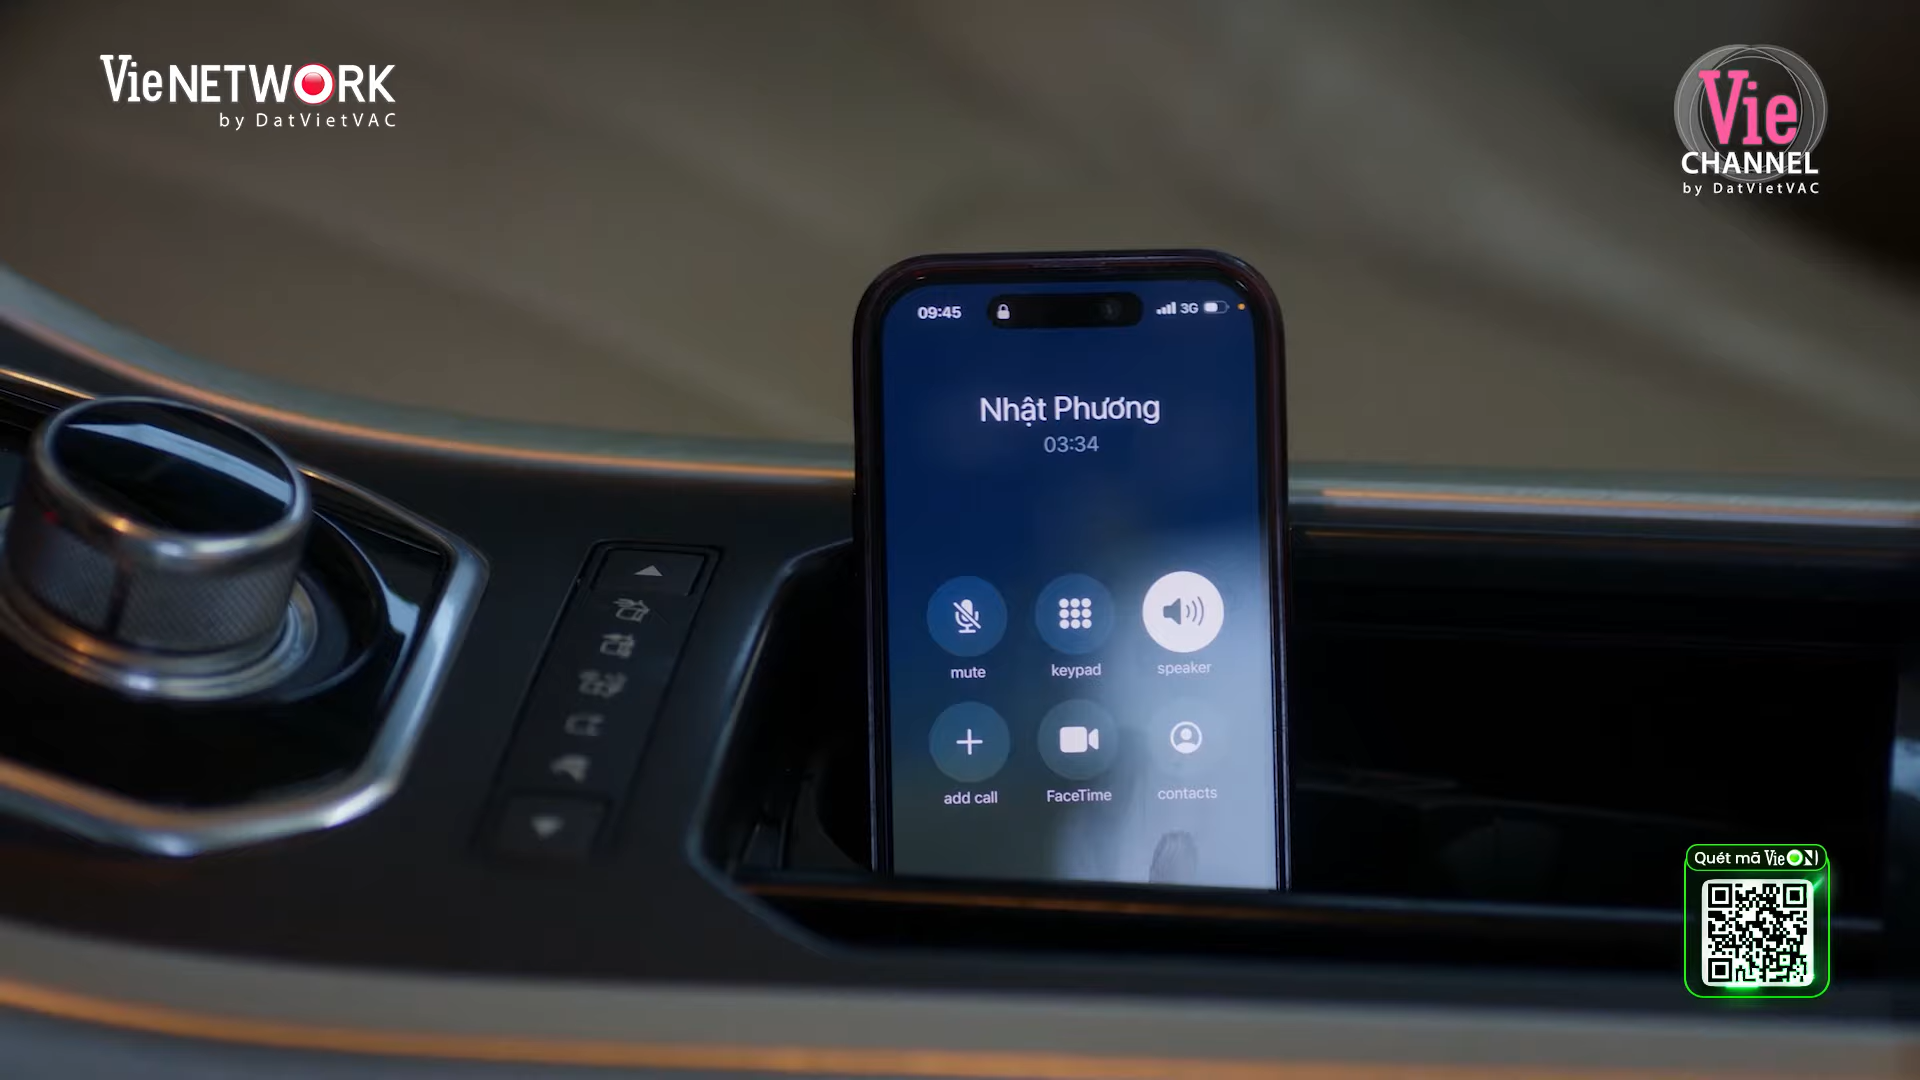 VieNETWORK
by DatVietVAC
Vie
CHANNEL
by DatVietVAC
09:45
3G
Nhật Phương
03:34
mute
keypad
speaker
add call
FaceTime
contacts
Quét mã VieON